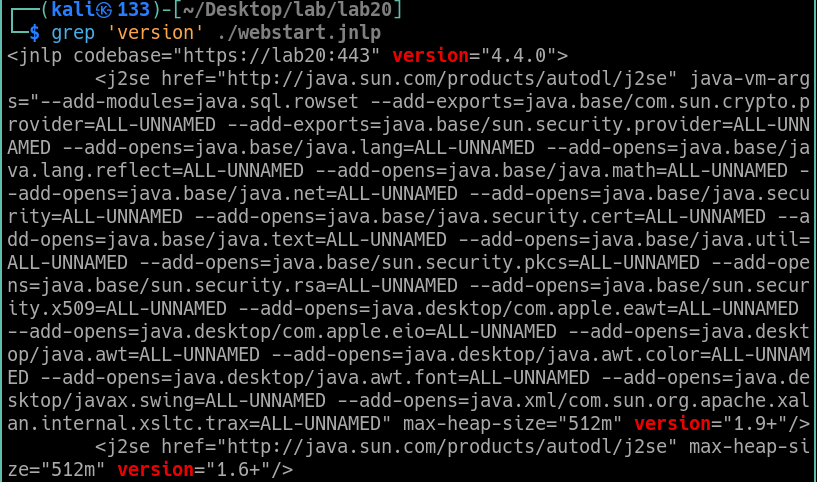 ┌──(kali㉿133)-[~/Desktop/lab/lab20]
└─$ grep 'version' ./webstart.jnlp
<jnlp codebase="https://lab20:443" version="4.4.0">
        <j2se href="http://java.sun.com/products/autodl/j2se" java-vm-arg
s="--add-modules=java.sql.rowset --add-exports=java.base/com.sun.crypto.p
rovider=ALL-UNNAMED --add-exports=java.base/sun.security.provider=ALL-UNN
AMED --add-opens=java.base/java.lang=ALL-UNNAMED --add-opens=java.base/ja
va.lang.reflect=ALL-UNNAMED --add-opens=java.base/java.math=ALL-UNNAMED -
-add-opens=java.base/java.net=ALL-UNNAMED --add-opens=java.base/java.secu
rity=ALL-UNNAMED --add-opens=java.base/java.security.cert=ALL-UNNAMED --a
dd-opens=java.base/java.text=ALL-UNNAMED --add-opens=java.base/java.util=
ALL-UNNAMED --add-opens=java.base/sun.security.pkcs=ALL-UNNAMED --add-ope
ns=java.base/sun.security.rsa=ALL-UNNAMED --add-opens=java.base/sun.secur
ity.x509=ALL-UNNAMED --add-opens=java.desktop/com.apple.eawt=ALL-UNNAMED
--add-opens=java.desktop/com.apple.eio=ALL-UNNAMED --add-opens=java.deskt
op/java.awt=ALL-UNNAMED --add-opens=java.desktop/java.awt.color=ALL-UNNAM
ED --add-opens=java.desktop/java.awt.font=ALL-UNNAMED --add-opens=java.de
sktop/javax.swing=ALL-UNNAMED --add-opens=java.xml/com.sun.org.apache.xal
an.internal.xsltc.trax=ALL-UNNAMED" max-heap-size="512m" version="1.9+"/>
        <j2se href="http://java.sun.com/products/autodl/j2se" max-heap-si
ze="512m" version="1.6+"/>